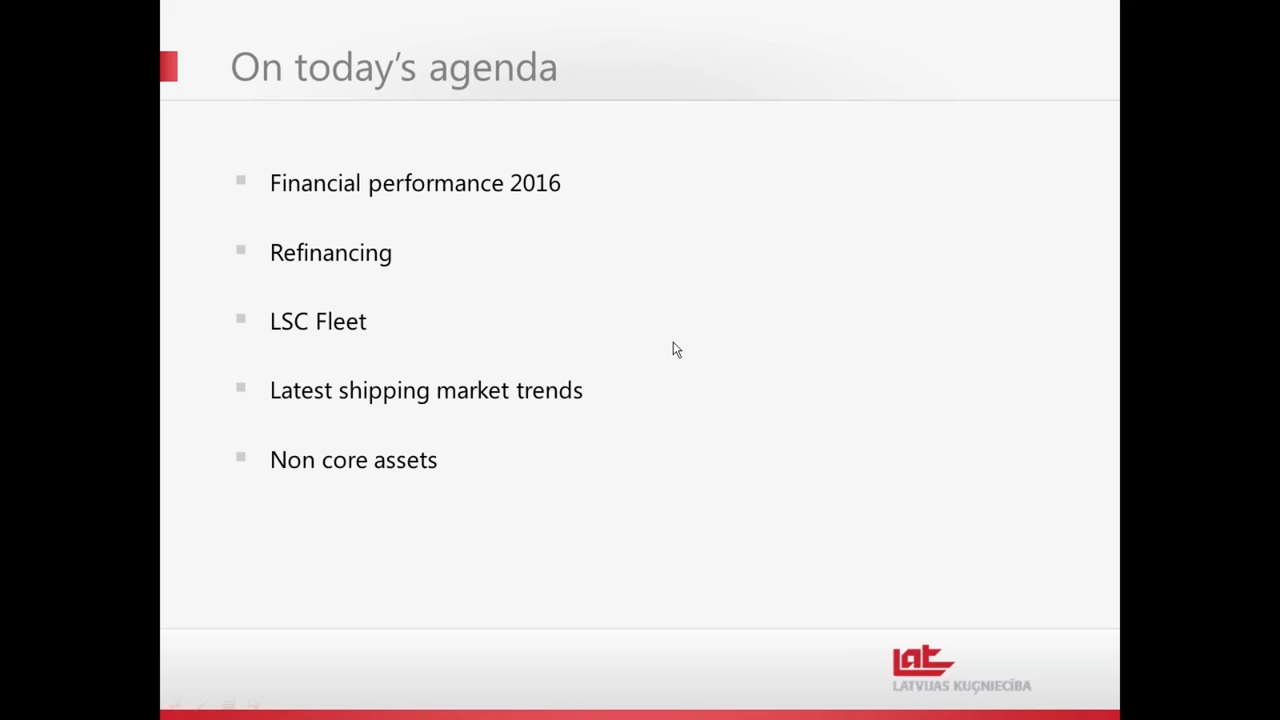 On today’s agenda
Financial performance 2016
Refinancing
LSC Fleet
Latest shipping market trends
Non core assets
Lat
LATVIJAS KUĢNIECĪBA